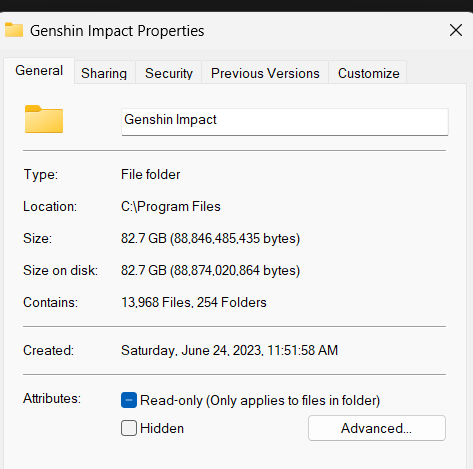 Genshin Impact Properties
General Sharing Security Previous Versions Customize
Genshin Impact
Type: File folder
Location: C:\Program Files
Size: 82.7 GB (88,846,485,435 bytes)
Size on disk: 82.7 GB (88,874,020,864 bytes)
Contains: 13,968 Files, 254 Folders
Created: Saturday, June 24, 2023, 11:51:58 AM
Attributes: Read-only (Only applies to files in folder)
Hidden Advanced...